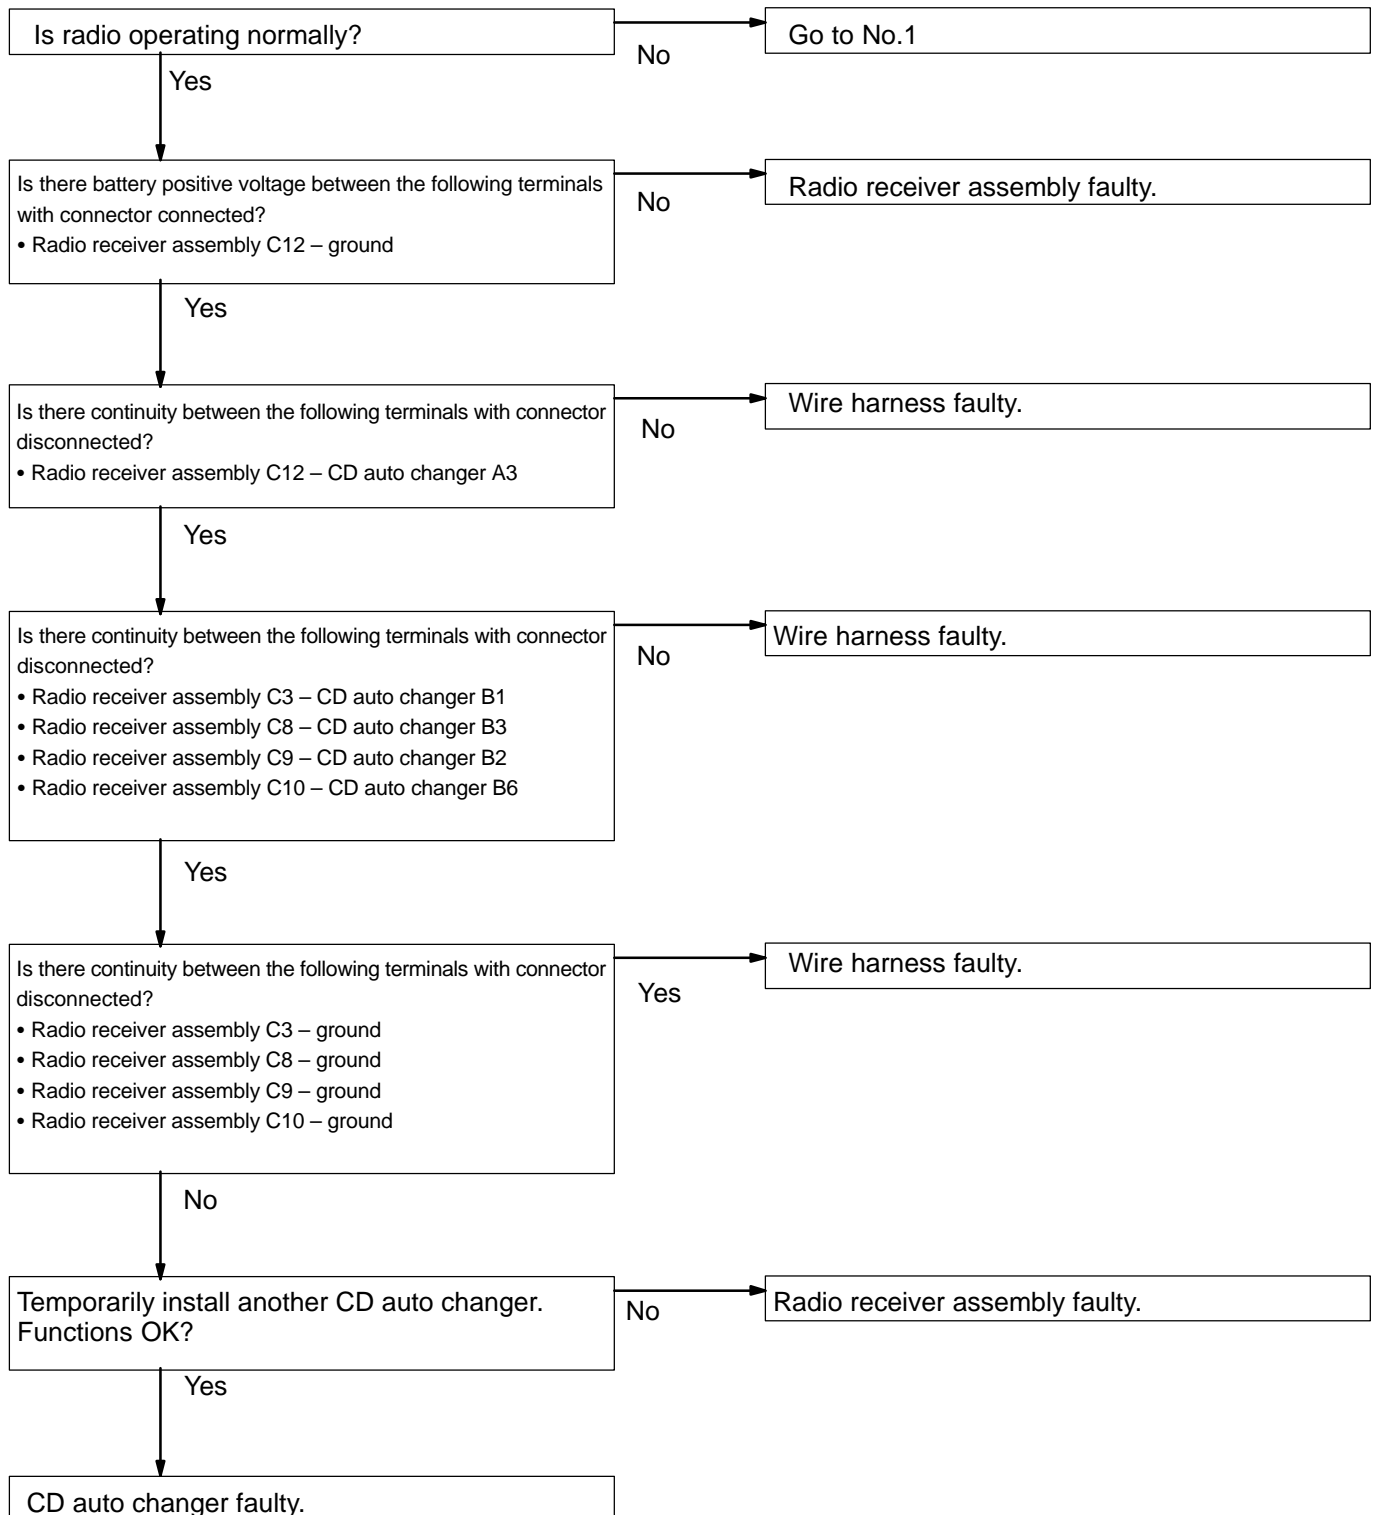 Is radio operating normally?
No
Go to No.1
Yes
Is there battery positive voltage between the following terminals
with connector connected?
• Radio receiver assembly C12 – ground
No
Radio receiver assembly faulty.
Yes
Is there continuity between the following terminals with connector
disconnected?
• Radio receiver assembly C12 – CD auto changer A3
No
Wire harness faulty.
Yes
Is there continuity between the following terminals with connector
disconnected?
• Radio receiver assembly C3 – CD auto changer B1
• Radio receiver assembly C8 – CD auto changer B3
• Radio receiver assembly C9 – CD auto changer B2
• Radio receiver assembly C10 – CD auto changer B6
No
Wire harness faulty.
Yes
Is there continuity between the following terminals with connector
disconnected?
• Radio receiver assembly C3 – ground
• Radio receiver assembly C8 – ground
• Radio receiver assembly C9 – ground
• Radio receiver assembly C10 – ground
Yes
Wire harness faulty.
No
Temporarily install another CD auto changer.
Functions OK?
No
Radio receiver assembly faulty.
Yes
CD auto changer faulty.